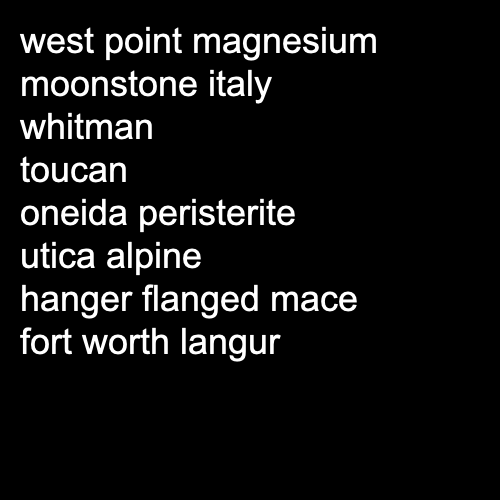 west point magnesium
moonstone italy
whitman
toucan
oneida peristerite
utica alpine
hanger flanged mace
fort worth langur